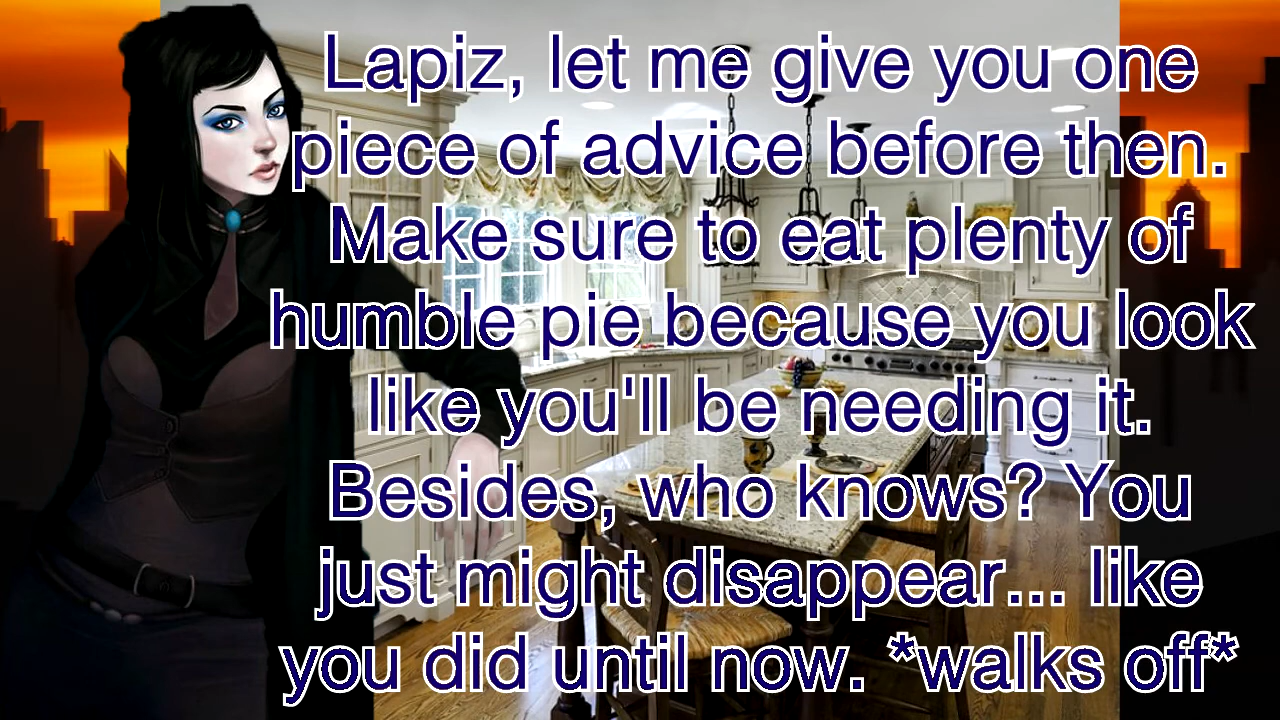 Lapiz, let me give you one
piece of advice before then.
Make sure to eat plenty of
humble pie because you look
like you'll be needing it.
Besides, who knows? You
just might disappear... like
you did until now. *walks off*